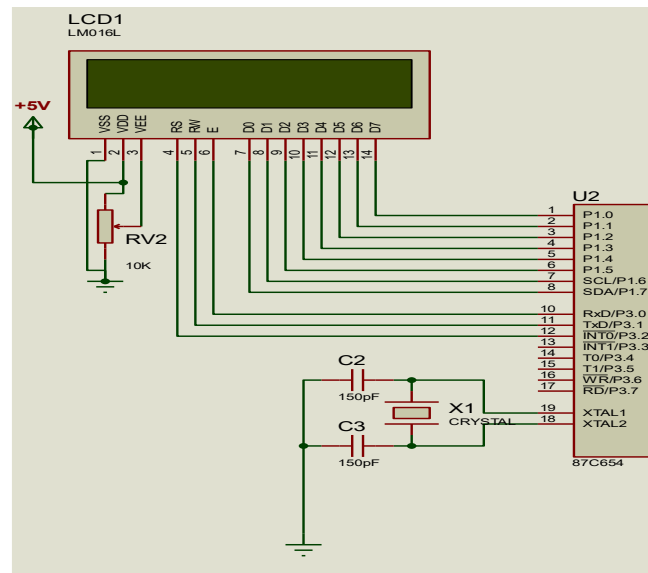 LCD1
LM016L
+5V
VSS VDD VEE RS RW E D0 D1 D2 D3 D4 D5 D6 D7
1 2 3 4 5 6 7 8 9 10 11 12 13 14
RV2
10K
U2
1 P1.0
2 P1.1
3 P1.2
4 P1.3
5 P1.4
6 P1.5
7 SCL/P1.6
8 SDA/P1.7
10 RxD/P3.0
11 TxD/P3.1
12 INT0/P3.2
13 INT1/P3.3
14 T0/P3.4
15 T1/P3.5
16 WR/P3.6
17 RD/P3.7
C2
150pF
X1
CRYSTAL
19 XTAL1
18 XTAL2
C3
150pF
87C654